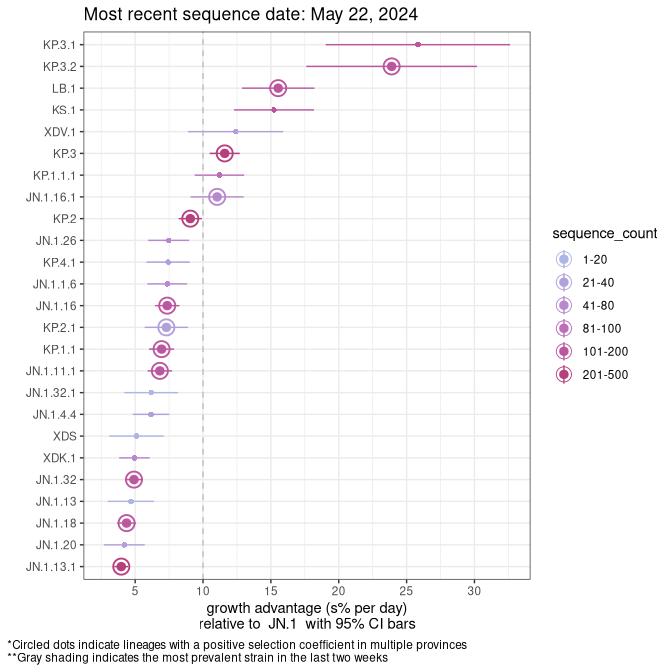 Most recent sequence date: May 22, 2024
KP.3.1
KP.3.2
LB.1
KS.1
XDV.1
KP.3
KP.1.1.1
JN.1.16.1
KP.2
JN.1.26
KP.4.1
JN.1.1.6
JN.1.16
KP.2.1
KP.1.1
JN.1.11.1
JN.1.32.1
JN.1.4.4
XDS
XDK.1
JN.1.32
JN.1.13
JN.1.18
JN.1.20
JN.1.13.1
5 10 15 20 25 30
growth advantage (s% per day)
relative to JN.1 with 95% CI bars
sequence_count
1-20
21-40
41-80
81-100
101-200
201-500
*Circled dots indicate lineages with a positive selection coefficient in multiple provinces
**Gray shading indicates the most prevalent strain in the last two weeks